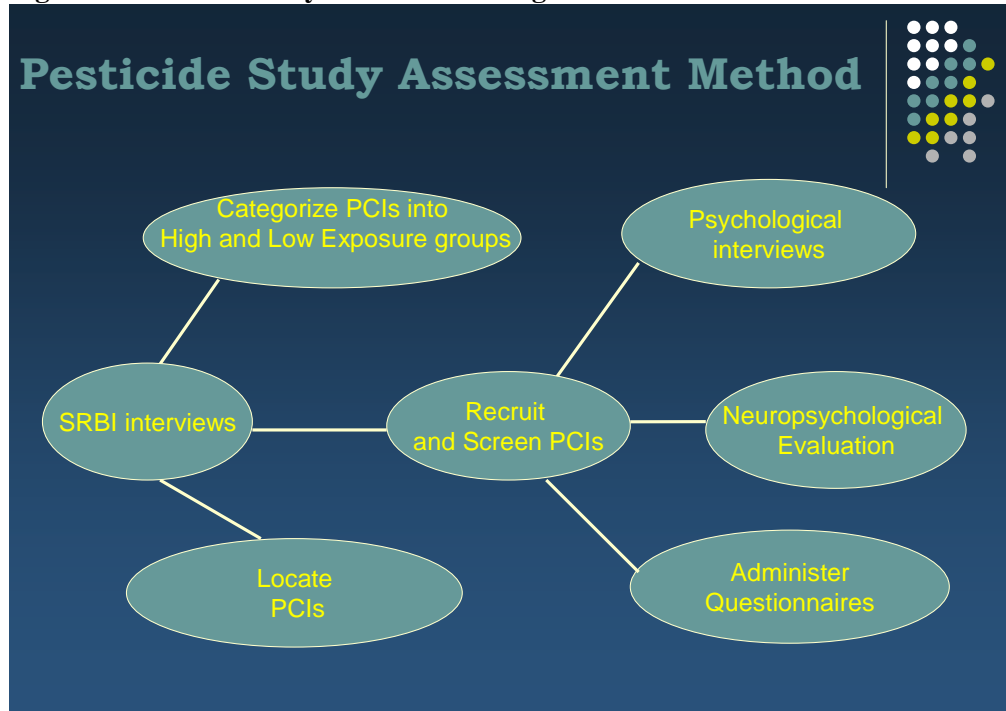 Pesticide Study Assessment Method
Categorize PCIs into
High and Low Exposure groups
Psychological
interviews
SRBI interviews
Recruit
and Screen PCIs
Neuropsychological
Evaluation
Locate
PCIs
Administer
Questionnaires